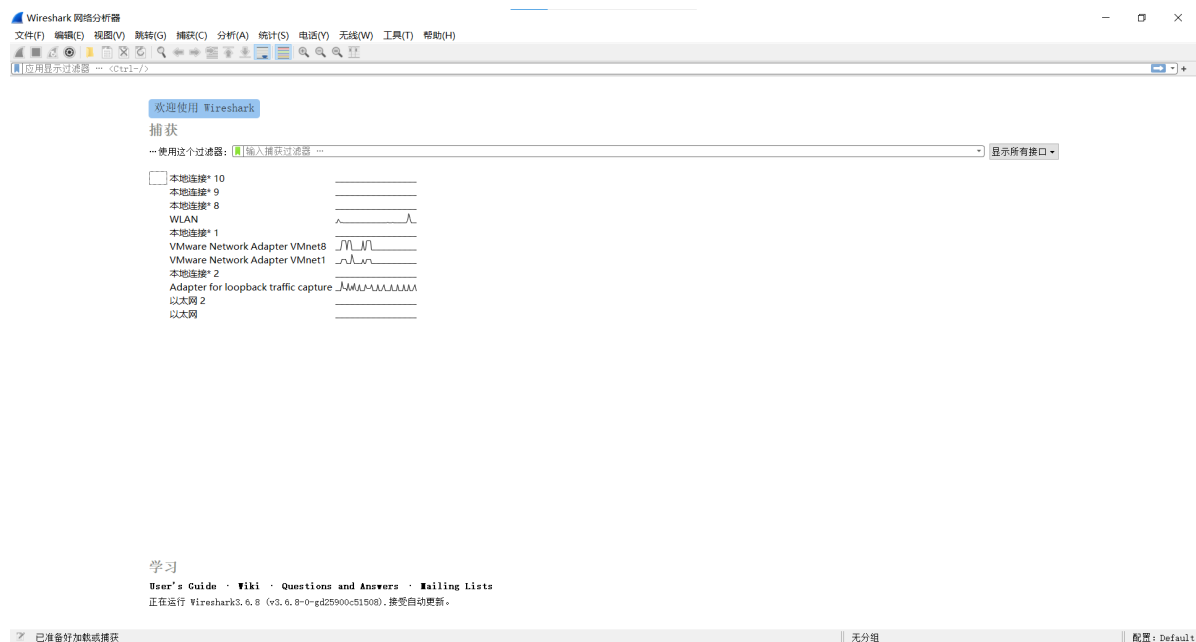 Wireshark 网络分析器
文件(F) 编辑(E) 视图(V) 跳转(G) 捕获(C) 分析(A) 统计(S) 电话(Y) 无线(W) 工具(T) 帮助(H)
应用显示过滤器 … <Ctrl-/>
欢迎使用 Wireshark
捕获
…使用这个过滤器: 输入捕获过滤器 … 显示所有接口
本地连接* 10
本地连接* 9
本地连接* 8
WLAN
本地连接* 1
VMware Network Adapter VMnet8
VMware Network Adapter VMnet1
本地连接* 2
Adapter for loopback traffic capture
以太网 2
以太网
学习
User's Guide · Wiki · Questions and Answers · Mailing Lists
正在运行 Wireshark3.6.8 (v3.6.8-0-gd25900c51508).接受自动更新。
已准备好加载或捕获 无分组 配置: Default